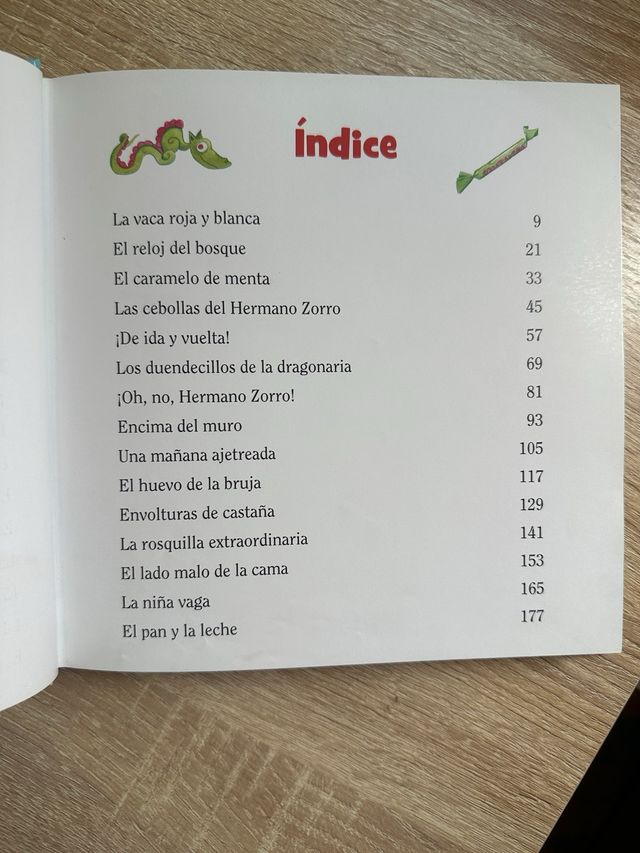 Índice
La vaca roja y blanca 9
El reloj del bosque 21
El caramelo de menta 33
Las cebollas del Hermano Zorro 45
¡De ida y vuelta! 57
Los duendecillos de la dragonaria 69
¡Oh, no, Hermano Zorro! 81
Encima del muro 93
Una mañana ajetreada 105
El huevo de la bruja 117
Envolturas de castaña 129
La rosquilla extraordinaria 141
El lado malo de la cama 153
La niña vaga 165
El pan y la leche 177